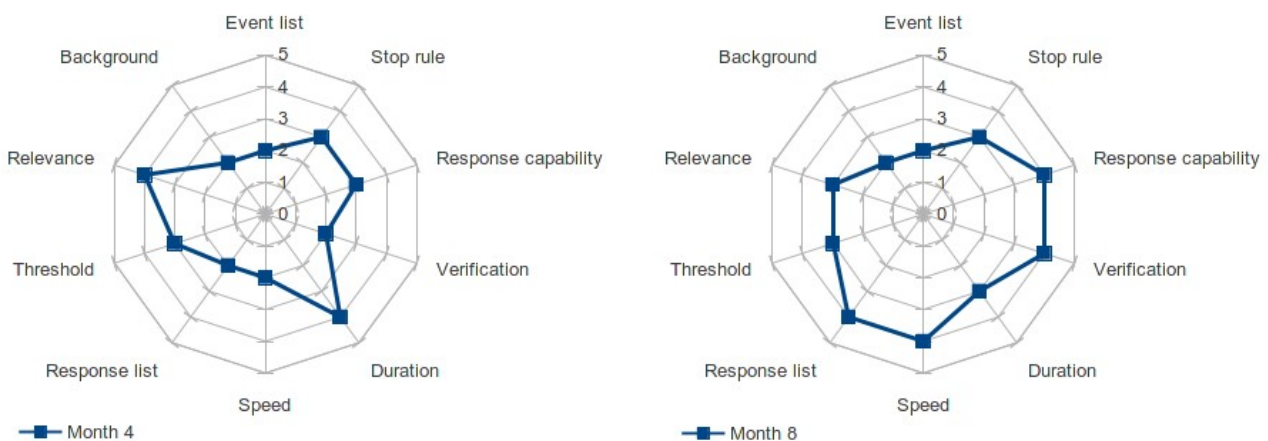 Event list
Background
Stop rule
5
4
3
2
1
0
Relevance
Response capability
Threshold
Verification
Response list
Duration
Speed
Month 4
Event list
Background
Stop rule
5
4
3
2
1
0
Relevance
Response capability
Threshold
Verification
Response list
Duration
Speed
Month 8